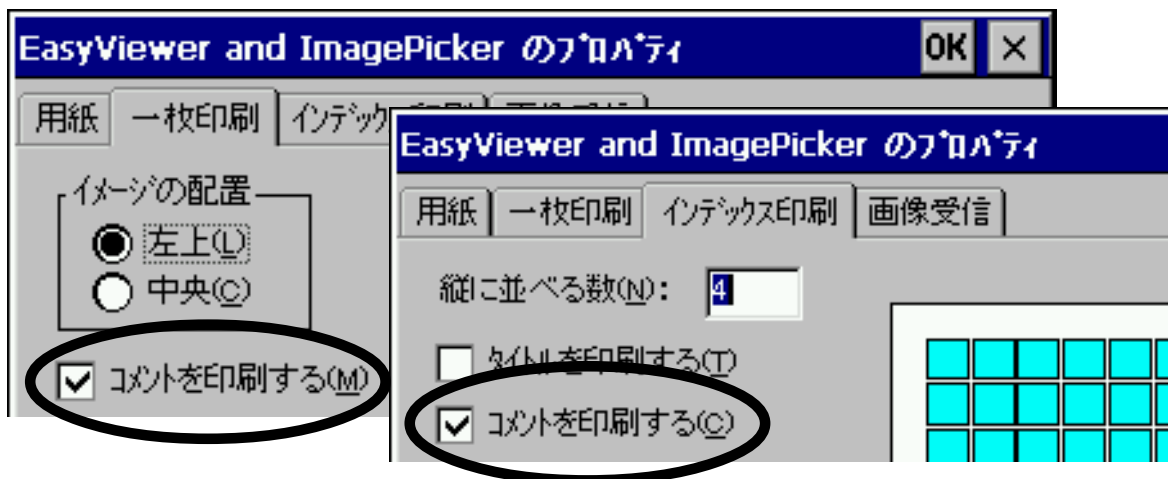 EasyViewer and ImagePicker のﾌﾟﾛﾊﾟﾃｨ OK ×
用紙 一枚印刷 ｲﾝﾃﾞｯｸ
イメージの配置
左上(L)
中央(C)
コメントを印刷する(M)
EasyViewer and ImagePicker のﾌﾟﾛﾊﾟﾃｨ
用紙 一枚印刷 ｲﾝﾃﾞｯｸｽ印刷 画像受信
縦に並べる数(N): 4
タイトルを印刷する(T)
コメントを印刷する(C)